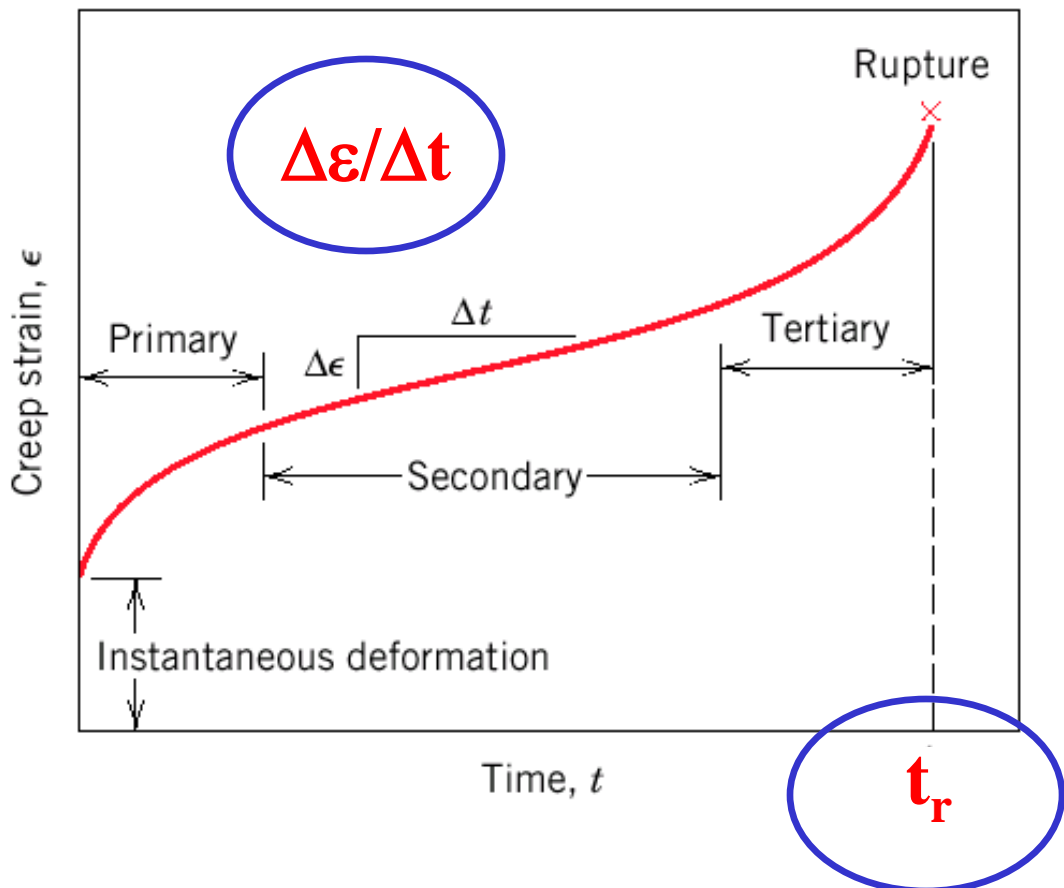 Rupture
Δε/Δt
Creep strain, ϵ
Primary
Δt
Δϵ
Tertiary
Secondary
Instantaneous deformation
Time, t
tr